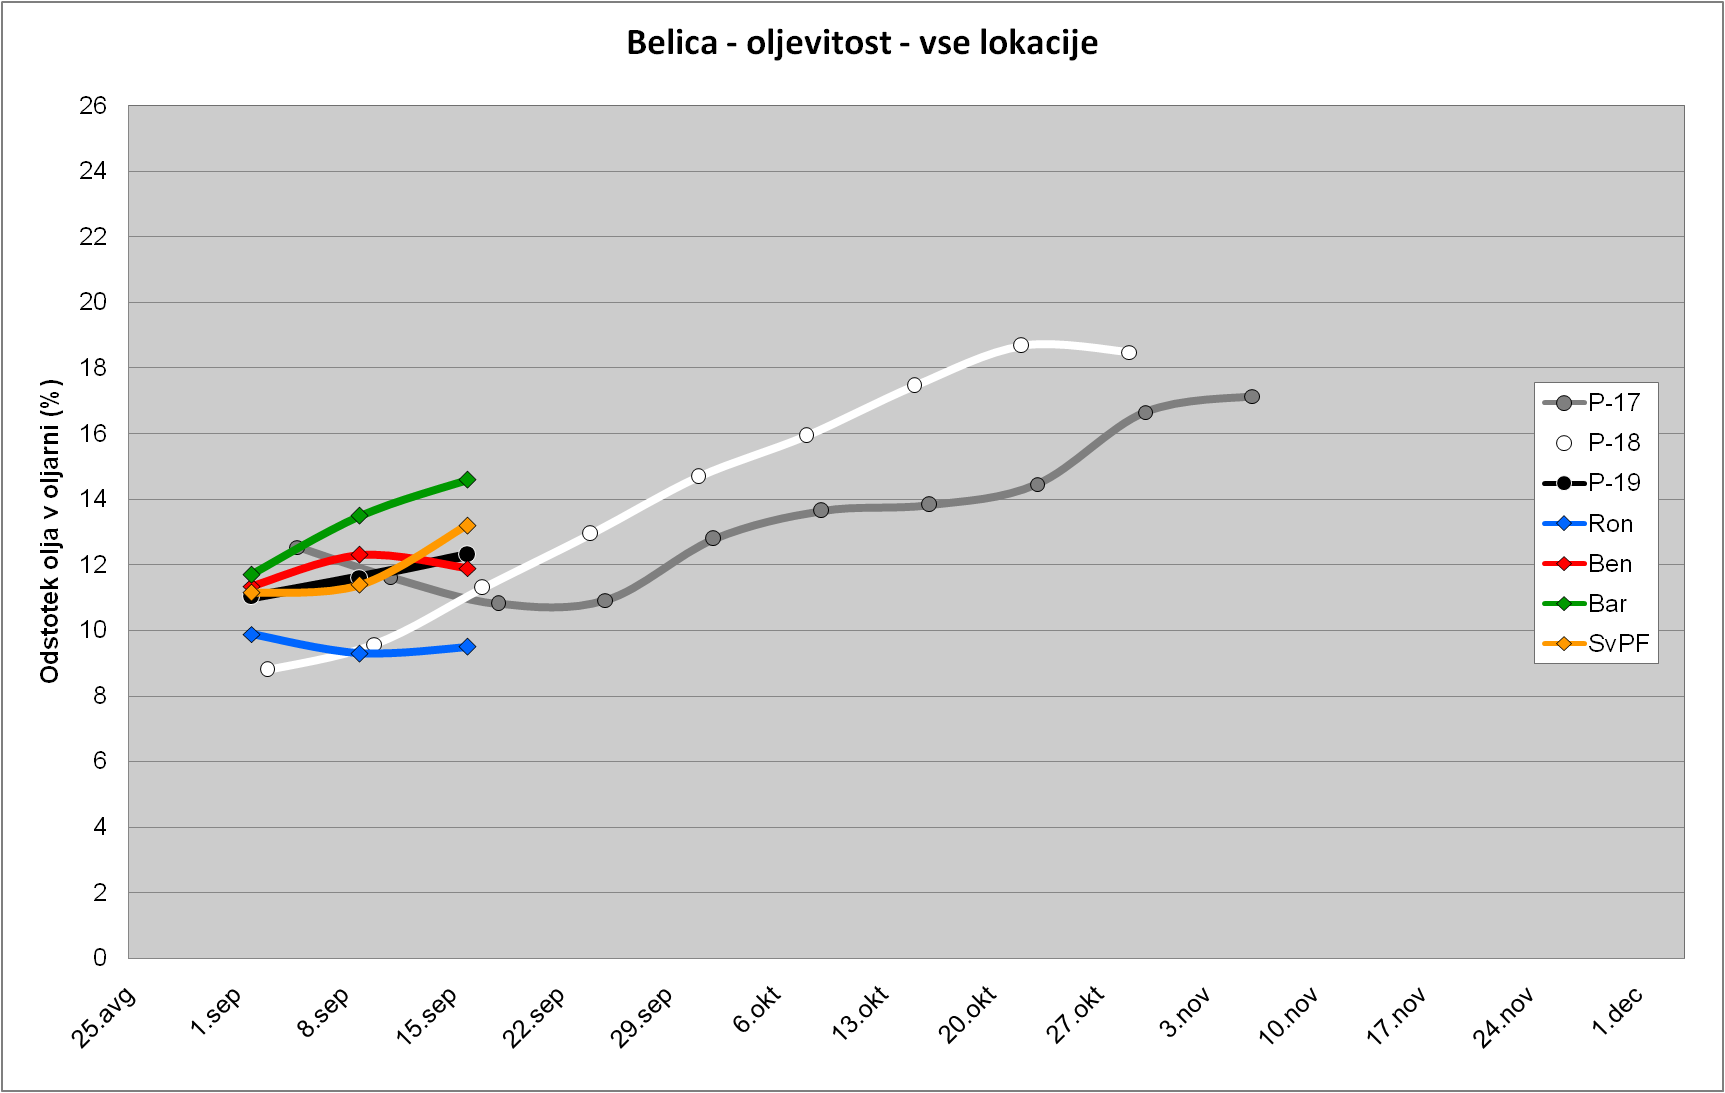 Belica - oljevitost - vse lokacije
Odstotek olja v oljarni (%)
26
24
22
20
18
16
14
12
10
8
6
4
2
0
25.avg
1.sep
8.sep
15.sep
22.sep
29.sep
6.okt
13.okt
20.okt
27.okt
3.nov
10.nov
17.nov
24.nov
1.dec
P-17
P-18
P-19
Ron
Ben
Bar
SvPF